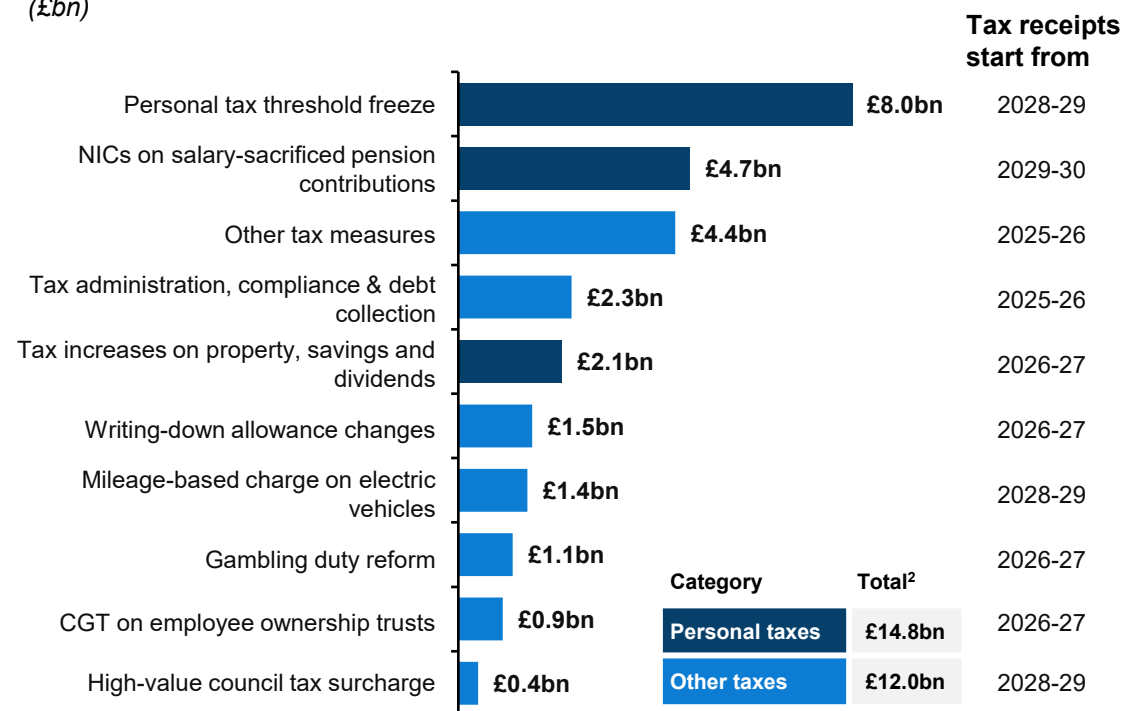 (£bn)
Tax receipts
start from
Personal tax threshold freeze
£8.0bn
2028-29
NICs on salary-sacrificed pension
contributions
£4.7bn
2029-30
Other tax measures
£4.4bn
2025-26
Tax administration, compliance & debt
collection
£2.3bn
2025-26
Tax increases on property, savings and
dividends
£2.1bn
2026-27
Writing-down allowance changes
£1.5bn
2026-27
Mileage-based charge on electric
vehicles
£1.4bn
2028-29
Gambling duty reform
£1.1bn
2026-27
CGT on employee ownership trusts
£0.9bn
2026-27
High-value council tax surcharge
£0.4bn
2028-29
Category
Total²
Personal taxes
£14.8bn
Other taxes
£12.0bn